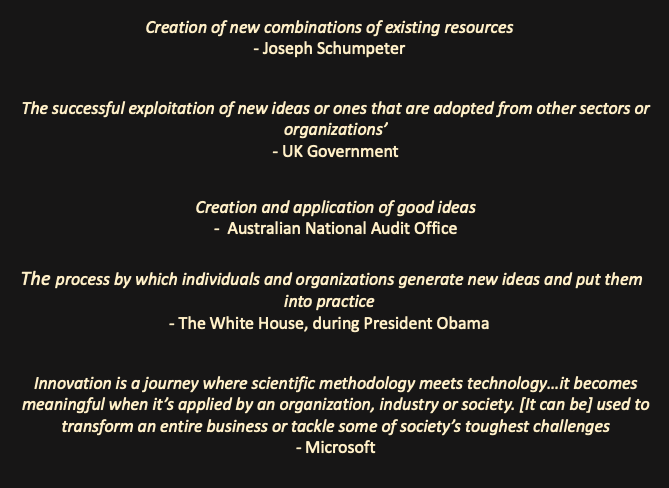 Creation of new combinations of existing resources
- Joseph Schumpeter
The successful exploitation of new ideas or ones that are adopted from other sectors or
organizations’
- UK Government
Creation and application of good ideas
- Australian National Audit Office
The process by which individuals and organizations generate new ideas and put them
into practice
- The White House, during President Obama
Innovation is a journey where scientific methodology meets technology…it becomes
meaningful when it’s applied by an organization, industry or society. [It can be] used to
transform an entire business or tackle some of society’s toughest challenges
- Microsoft